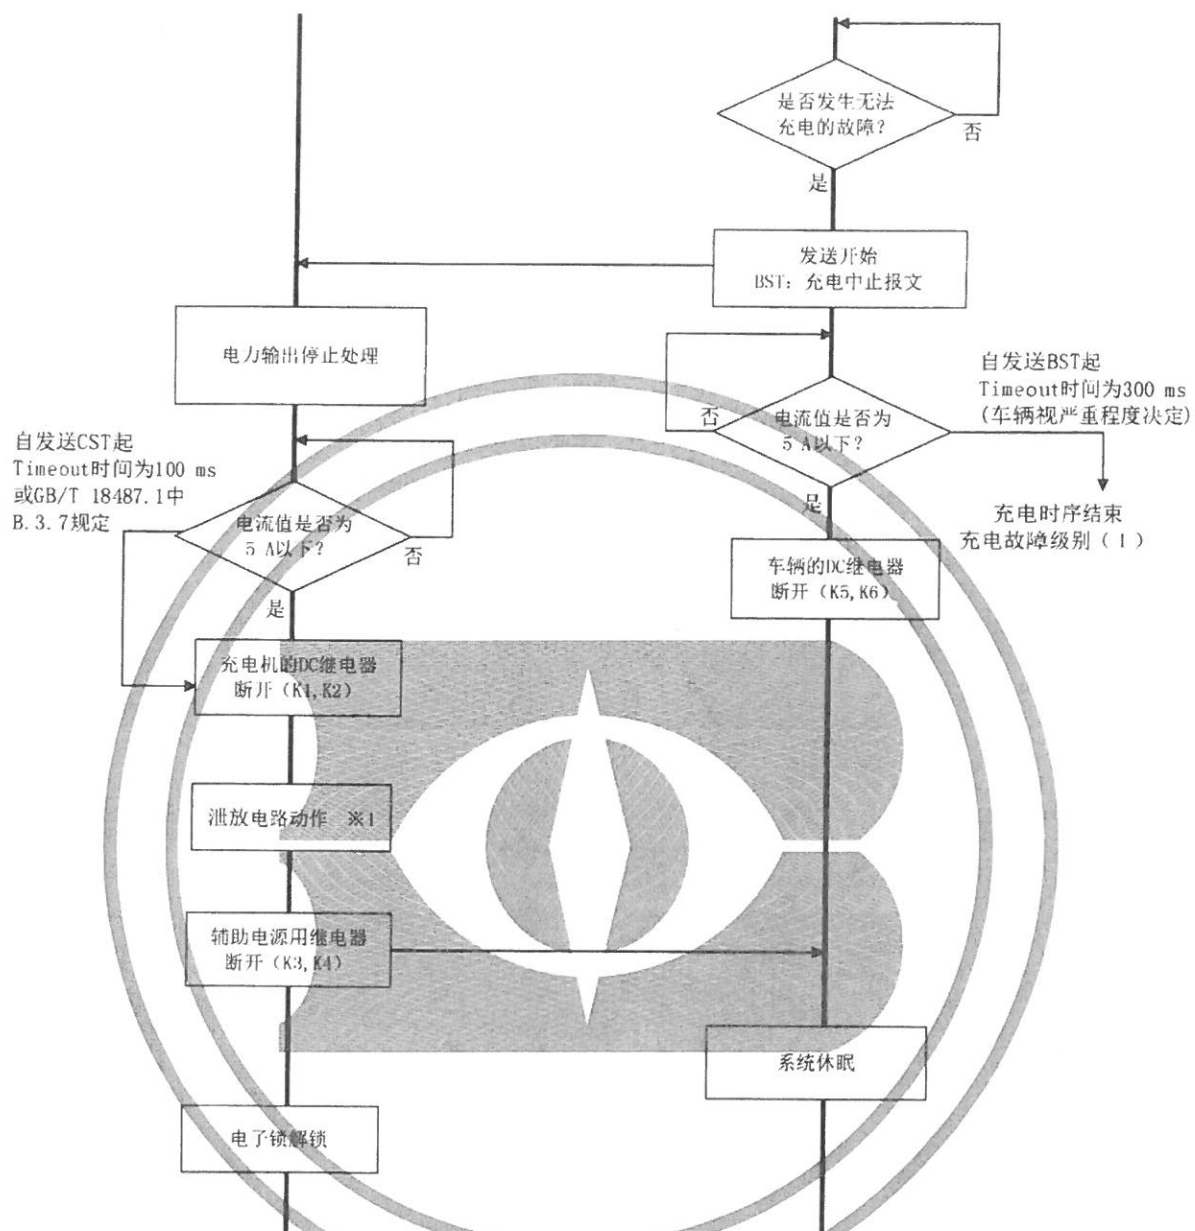 是否发生无法
充电的故障?
否
是
发送开始
BST: 充电中止报文
电力输出停止处理
自发送BST起
Timeout时间为300 ms
(车辆视严重程度决定)
否
电流值是否为
5 A以下?
是
充电时序结束
充电故障级别(1)
自发送CST起
Timeout时间为100 ms
或GB/T 18487.1中
B.3.7规定
电流值是否为
5 A以下?
否
是
车辆的DC继电器
断开(K5,K6)
充电机的DC继电器
断开(K1,K2)
泄放电路动作 ※1
辅助电源用继电器
断开(K3,K4)
系统休眠
电子锁解锁